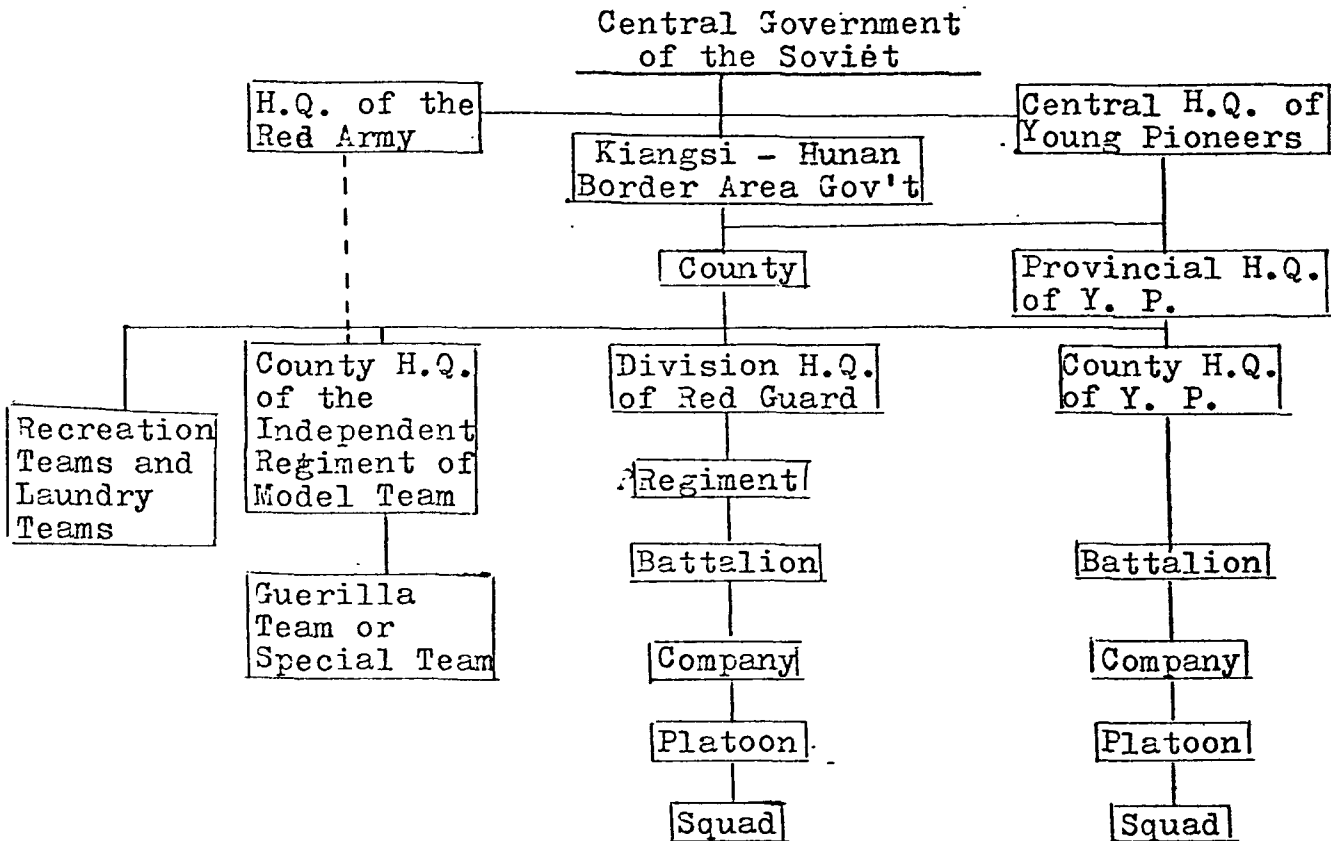 Central Government
of the Soviet
H.Q. of the
Red Army
Central H.Q. of
Young Pioneers
Kiangsi - Hunan
Border Area Gov't
County
Provincial H.Q.
of Y. P.
Recreation
Teams and
Laundry
Teams
County H.Q.
of the
Independent
Regiment of
Model Team
Division H.Q.
of Red Guard
County H.Q.
of Y. P.
Regiment
Battalion
Battalion
Guerilla
Team or
Special Team
Company
Company
Platoon
Platoon
Squad
Squad